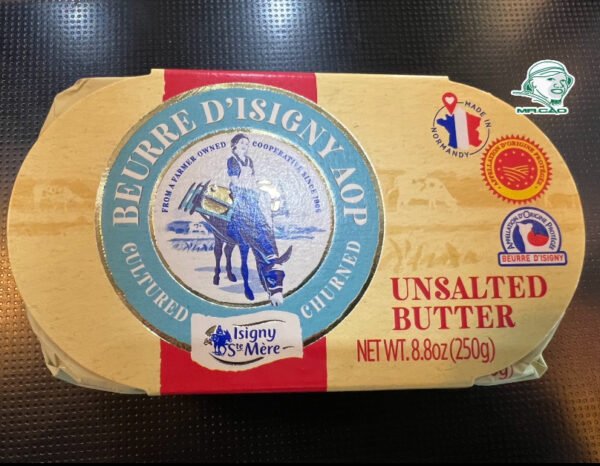 MR.CAO
BEURRE D'ISIGNY AOP
FROM A FARMER OWNED COOPERATIVE SINCE
CULTURED
CHURNED
Isigny
Ste Mère
MADE IN
NORMANDY
APPELLATION D'ORIGINE PROTÉGÉE
APPELLATION D'ORIGINE PROTÉGÉE
BEURRE D'ISIGNY
UNSALTED
BUTTER
NET WT. 8.8oz (250g)